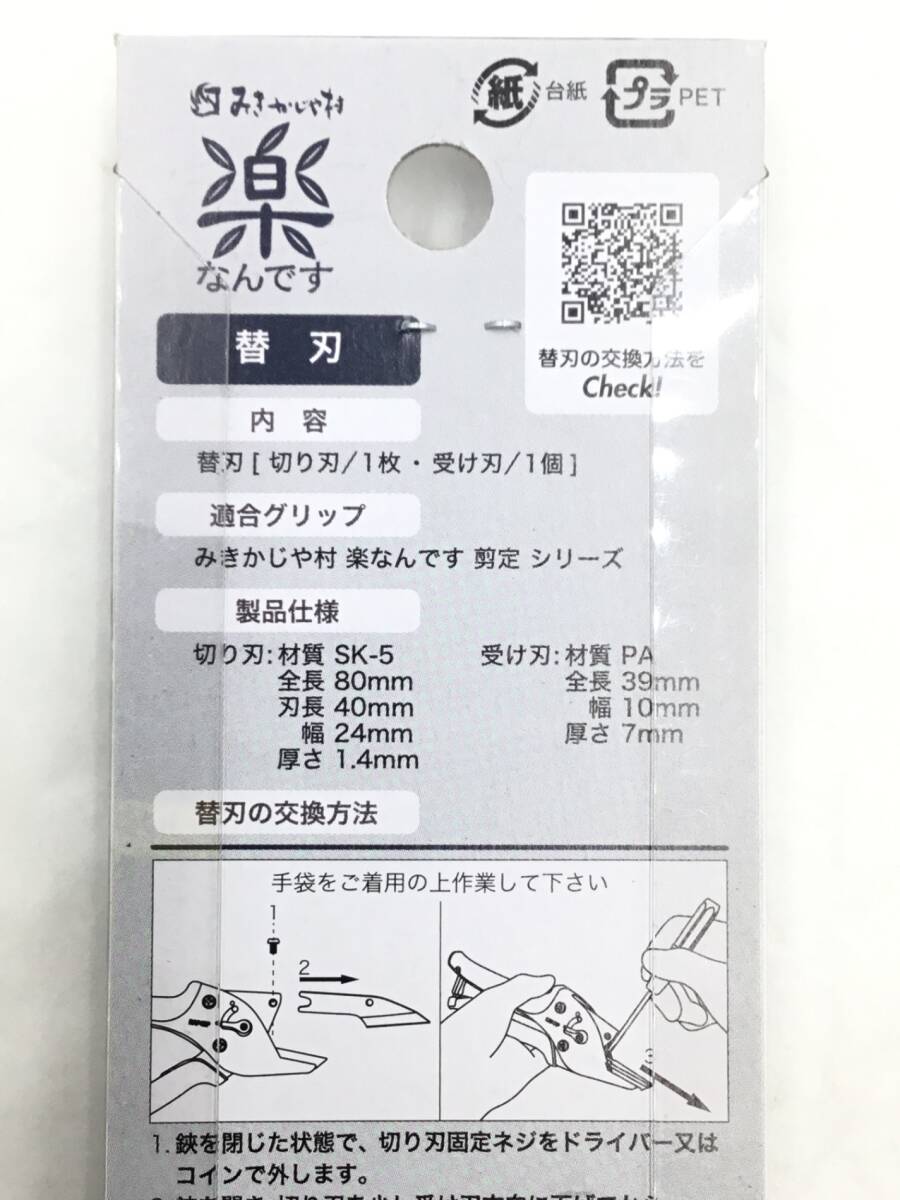 みきかじや村
楽
なんです
紙 台紙
プラ PET
替刃の交換方法を
Check!
替 刃
内 容
替刃 [ 切り刃/1枚・受け刃/1個 ]
適合グリップ
みきかじや村 楽なんです 剪定 シリーズ
製品仕様
切り刃:材質 SK-5
全長 80mm
刃長 40mm
幅 24mm
厚さ 1.4mm
受け刃:材質 PA
全長 39mm
幅 10mm
厚さ 7mm
替刃の交換方法
手袋をご着用の上作業して下さい
1
2
3
1. 鋏を閉じた状態で、切り刃固定ネジをドライバー又は
コインで外します。